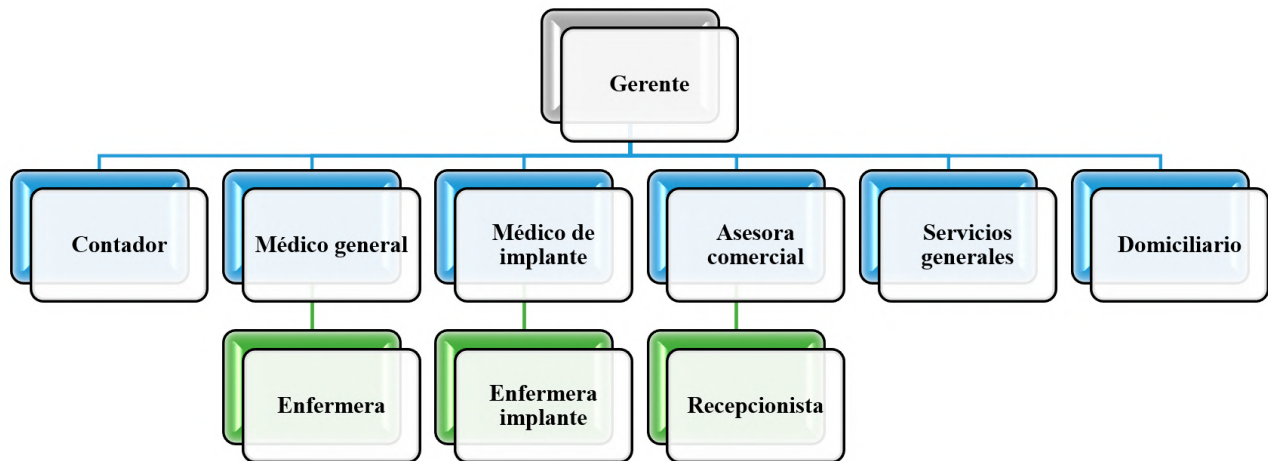 Gerente
Contador
Médico general
Médico de
implante
Asesora
comercial
Servicios
generales
Domiciliario
Enfermera
Enfermera
implante
Recepcionista